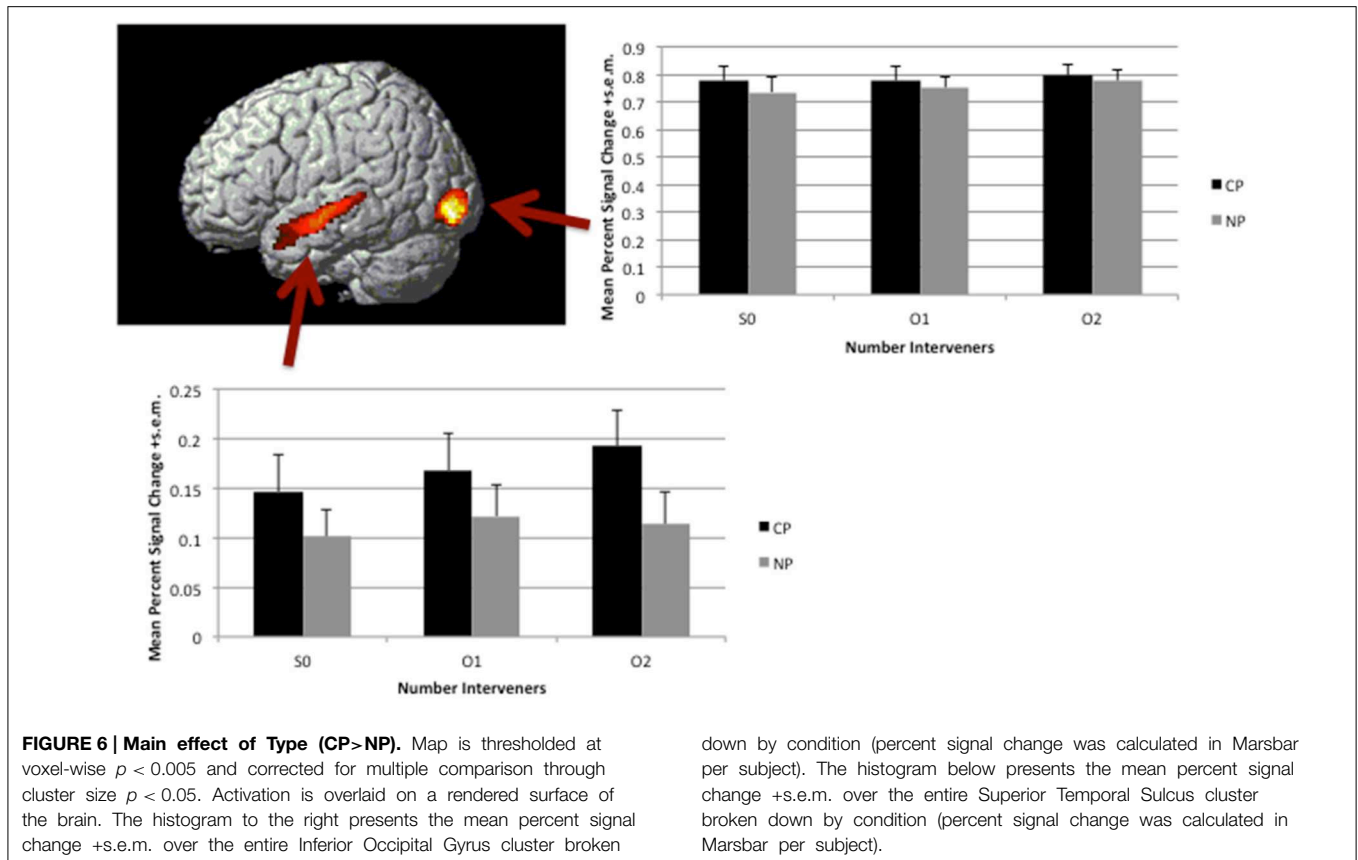 Mean Percent Signal Change +s.e.m.
0.9
0.8
0.7
0.6
0.5
0.4
0.3
0.2
0.1
0
S0 O1 O2
Number Interveners
CP
NP
Mean Percent Signal Change +s.e.m.
0.25
0.2
0.15
0.1
0.05
0
S0 O1 O2
Number Interveners
CP
NP
FIGURE 6 | Main effect of Type (CP>NP). Map is thresholded at
voxel-wise p < 0.005 and corrected for multiple comparison through
cluster size p < 0.05. Activation is overlaid on a rendered surface of
the brain. The histogram to the right presents the mean percent signal
change +s.e.m. over the entire Inferior Occipital Gyrus cluster broken
down by condition (percent signal change was calculated in Marsbar
per subject). The histogram below presents the mean percent signal
change +s.e.m. over the entire Superior Temporal Sulcus cluster
broken down by condition (percent signal change was calculated in
Marsbar per subject).